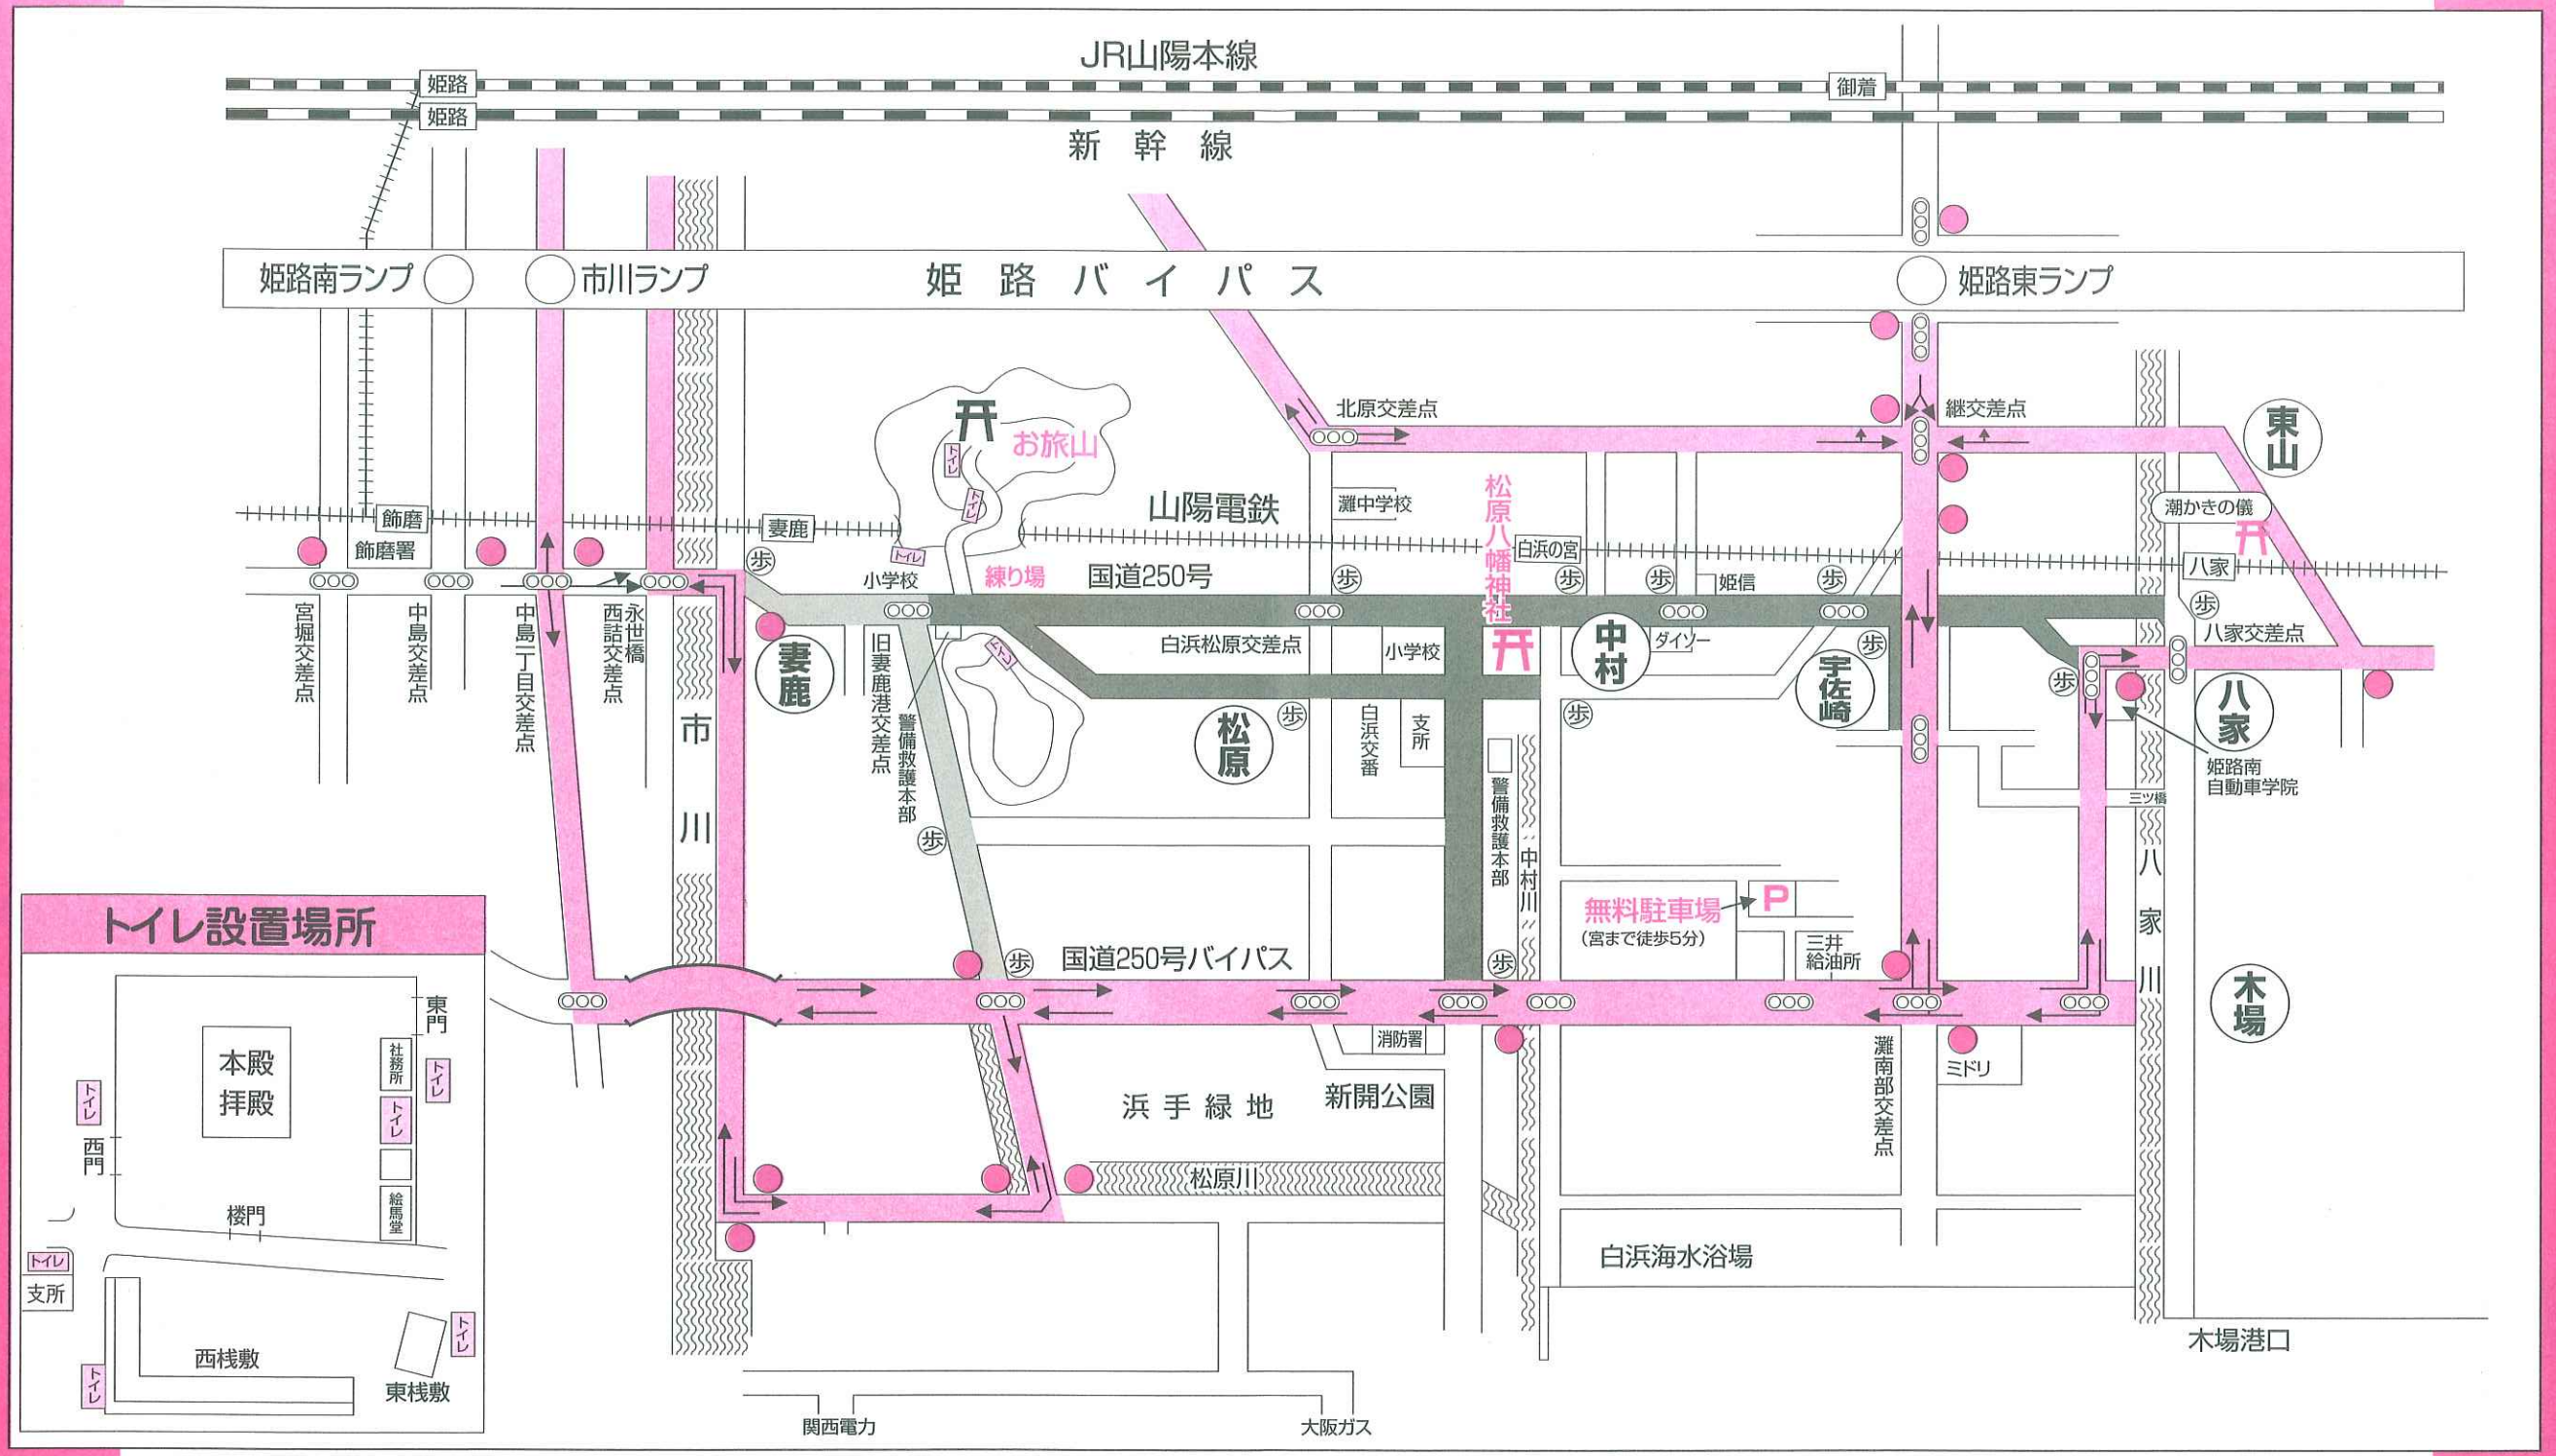 JR山陽本線
姫路
御着
姫路
新幹線
姫路南ランプ
市川ランプ
姫路バイパス
姫路東ランプ
北原交差点
継交差点
東山
お旅山
トイレ
トイレ
トイレ
山陽電鉄
灘中学校
松原八幡神社
潮かきの儀
飾磨
飾磨署
妻鹿
白浜の宮
八家
歩
小学校
練り場
国道250号
歩
歩
歩
姫信
歩
歩
宮堀交差点
中島交差点
中島一丁目交差点
永世橋
西詰交差点
妻鹿
旧妻鹿港交差点
警備救護本部
トイレ
白浜松原交差点
小学校
中村
ダイソー
歩
宇佐崎
八家交差点
歩
八家
姫路南
自動車学院
松原
歩
白浜交番
支所
歩
市川
歩
警備救護本部
中村川
三ツ橋
八家川
無料駐車場
P
(宮まで徒歩5分)
三井
給油所
歩
国道250号バイパス
歩
木場
消防署
新開公園
浜手緑地
灘南部交差点
ミドリ
松原川
白浜海水浴場
木場港口
関西電力
大阪ガス
トイレ設置場所
東門
本殿
拝殿
社務所
トイレ
トイレ
トイレ
西門
絵馬堂
楼門
トイレ
支所
西桟敷
トイレ
東桟敷
トイレ